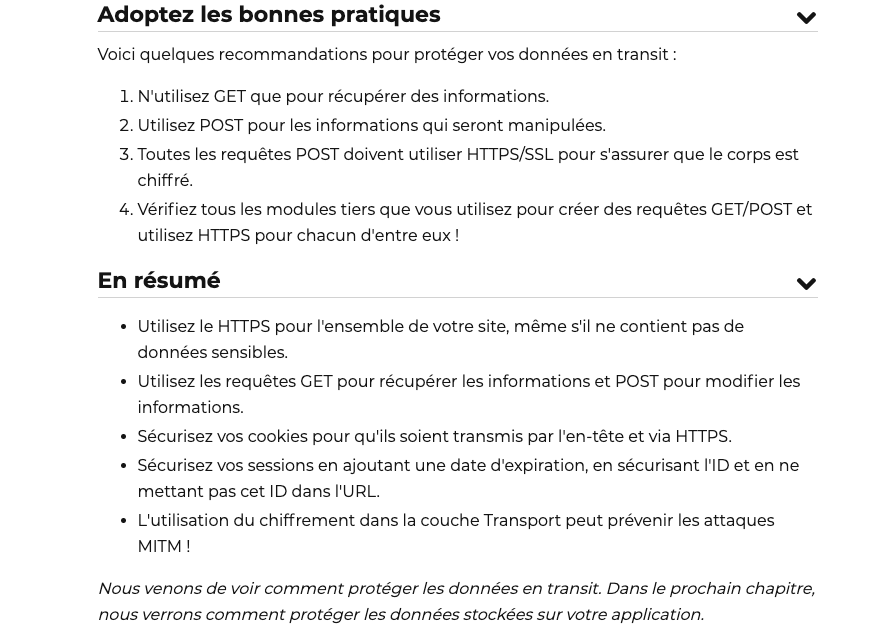 Adoptez les bonnes pratiques
Voici quelques recommandations pour protéger vos données en transit :
1. N'utilisez GET que pour récupérer des informations.
2. Utilisez POST pour les informations qui seront manipulées.
3. Toutes les requêtes POST doivent utiliser HTTPS/SSL pour s'assurer que le corps est
chiffré.
4. Vérifiez tous les modules tiers que vous utilisez pour créer des requêtes GET/POST et
utilisez HTTPS pour chacun d'entre eux !
En résumé
• Utilisez le HTTPS pour l'ensemble de votre site, même s'il ne contient pas de
données sensibles.
• Utilisez les requêtes GET pour récupérer les informations et POST pour modifier les
informations.
• Sécurisez vos cookies pour qu'ils soient transmis par l'en-tête et via HTTPS.
• Sécurisez vos sessions en ajoutant une date d'expiration, en sécurisant l'ID et en ne
mettant pas cet ID dans l'URL.
• L'utilisation du chiffrement dans la couche Transport peut prévenir les attaques
MITM !
Nous venons de voir comment protéger les données en transit. Dans le prochain chapitre,
nous verrons comment protéger les données stockées sur votre application.